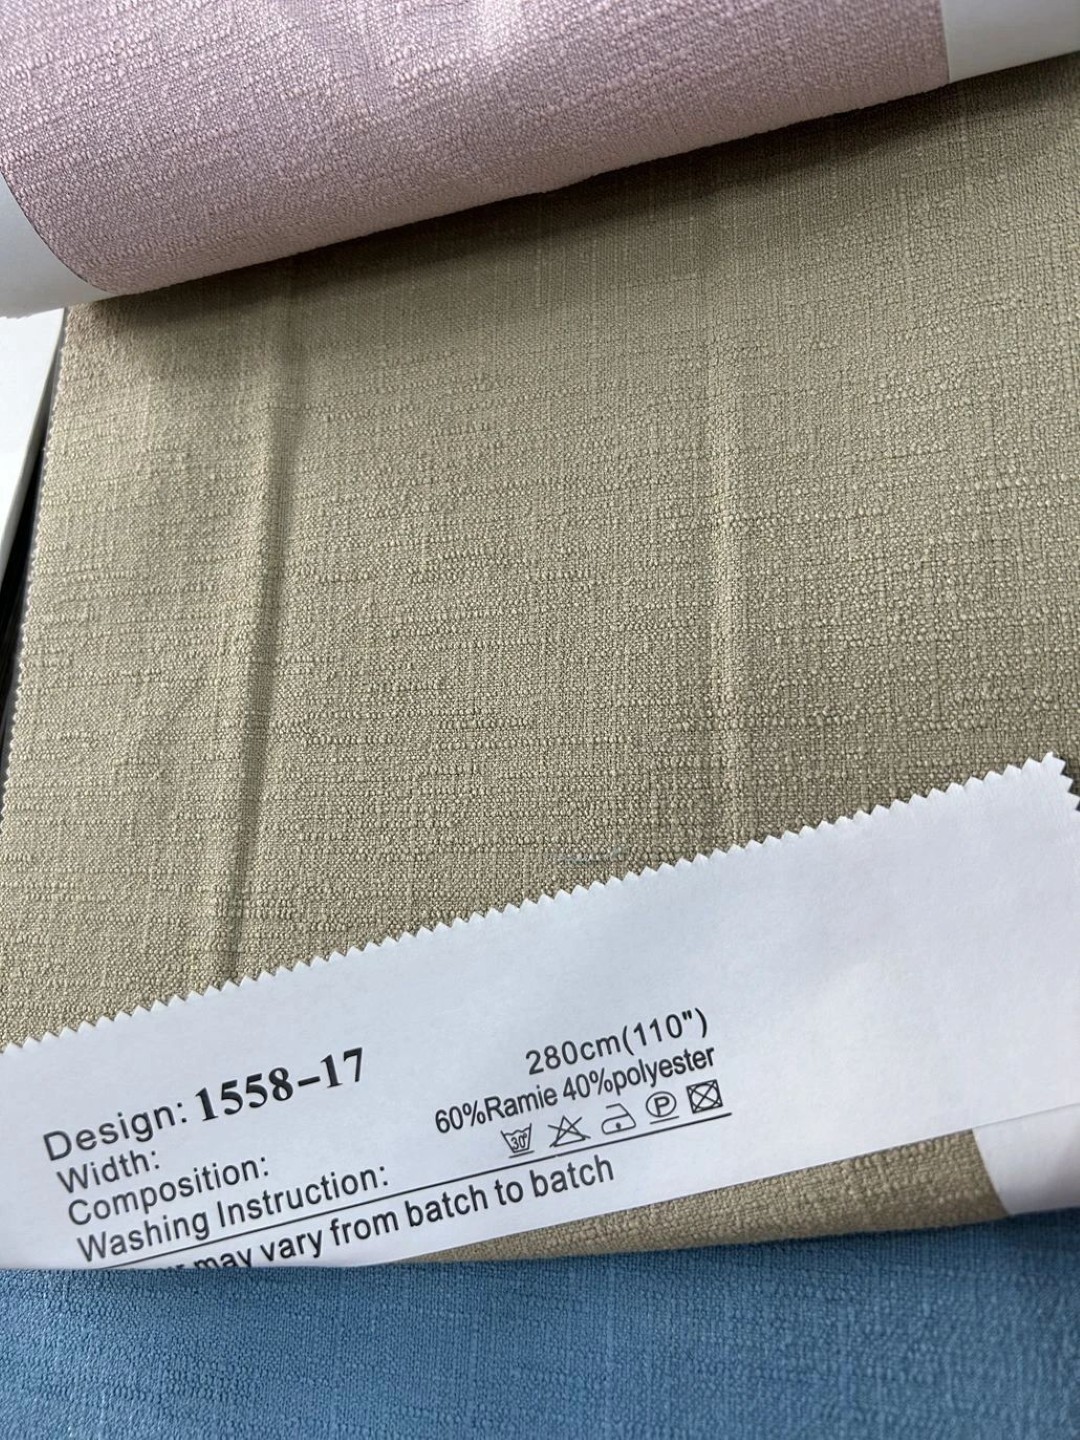 Design: 1558-17
Width: 280cm(110")
Composition: 60%Ramie 40%polyester
Washing Instruction: 30° P
may vary from batch to batch